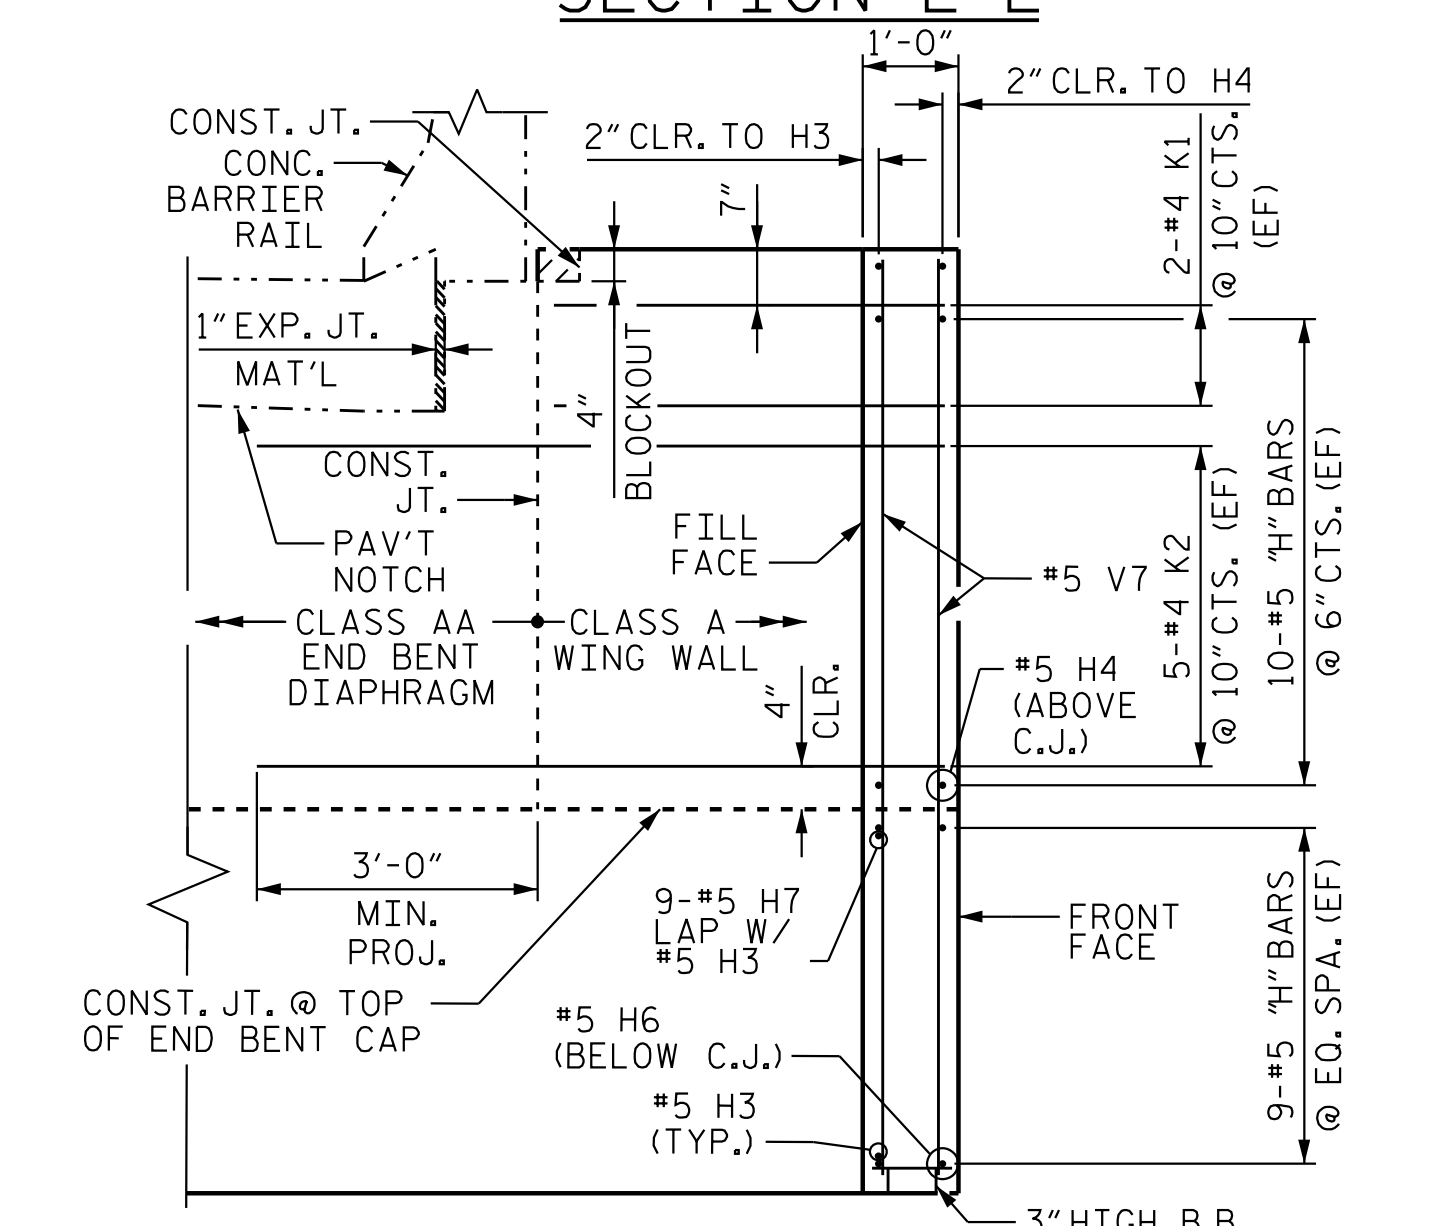 SECTION E-E
1'-0"
2" CLR. TO H4
CONST. JT.
2" CLR. TO H3
CONC.
BARRIER
RAIL
7"
2-#4 K1
@ 10" CTS.
(EF)
1" EXP. JT.
MAT'L
4"
BLOCKOUT
CONST.
JT.
PAV'T
NOTCH
FILL
FACE
#5 V7
5-#4 K2
@ 10" CTS. (EF)
10-#5 "H" BARS
@ 6" CTS. (EF)
CLASS AA
END BENT
DIAPHRAGM
CLASS A
WING WALL
4"
CLR.
#5 H4
(ABOVE
C.J.)
3'-0"
MIN.
PROJ.
9-#5 H7
LAP W/
#5 H3
FRONT
FACE
9-#5 "H" BARS
@ EQ. SPA. (EF)
CONST. JT. @ TOP
OF END BENT CAP
#5 H6
(BELOW C.J.)
#5 H3
(TYP.)
3" HIGH B.B.